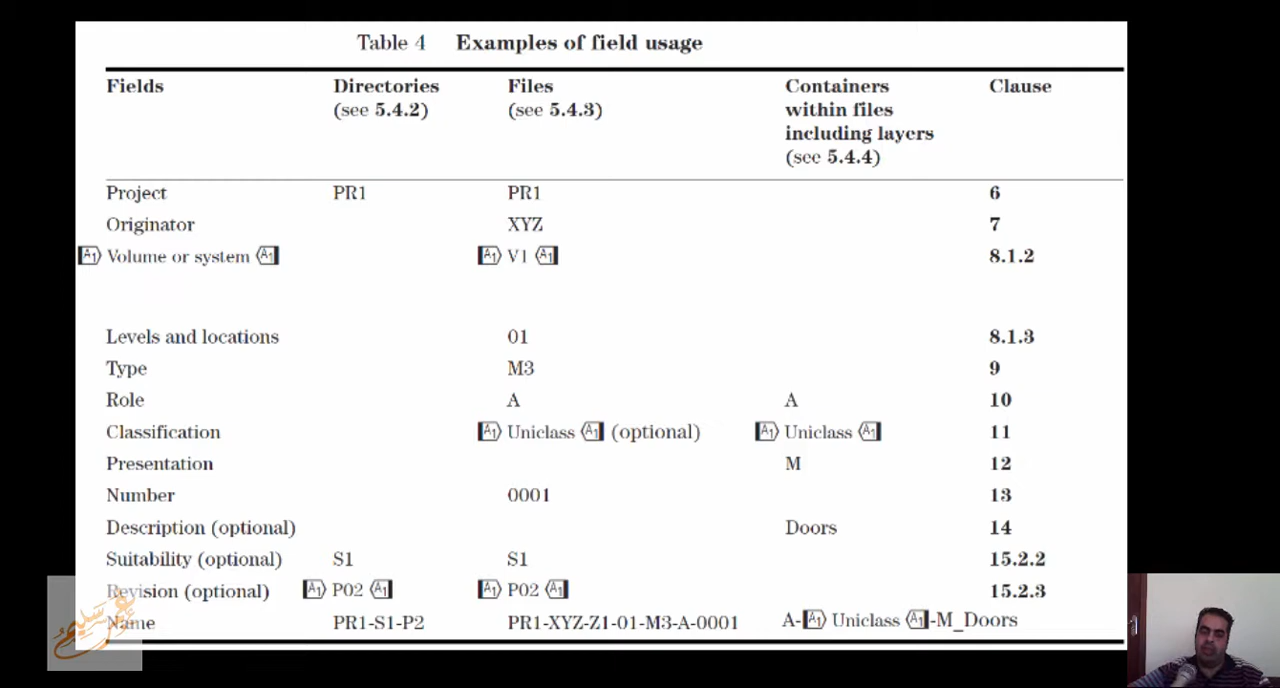 Table 4 Examples of field usage
Fields Directories Files Containers Clause
(see 5.4.2) (see 5.4.3) within files
including layers
(see 5.4.4)
Project PR1 PR1 6
Originator XYZ 7
A1 Volume or system A1 A1 V1 A1 8.1.2
Levels and locations 01 8.1.3
Type M3 9
Role A A 10
Classification A1 Uniclass A1 (optional) A1 Uniclass A1 11
Presentation M 12
Number 0001 13
Description (optional) Doors 14
Suitability (optional) S1 S1 15.2.2
Revision (optional) A1 P02 A1 A1 P02 A1 15.2.3
Name PR1-S1-P2 PR1-XYZ-Z1-01-M3-A-0001 A-A1 Uniclass A1-M_Doors
عمر سليم